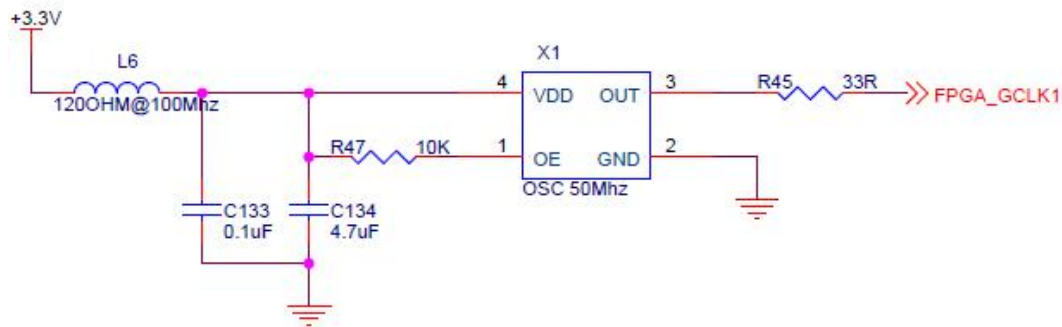 +3.3V
L6
120OHM@100Mhz
X1
4
VDD
OUT
3
R45
33R
FPGA_GCLK1
R47
10K
1
OE
GND
2
OSC 50Mhz
C133
0.1uF
C134
4.7uF